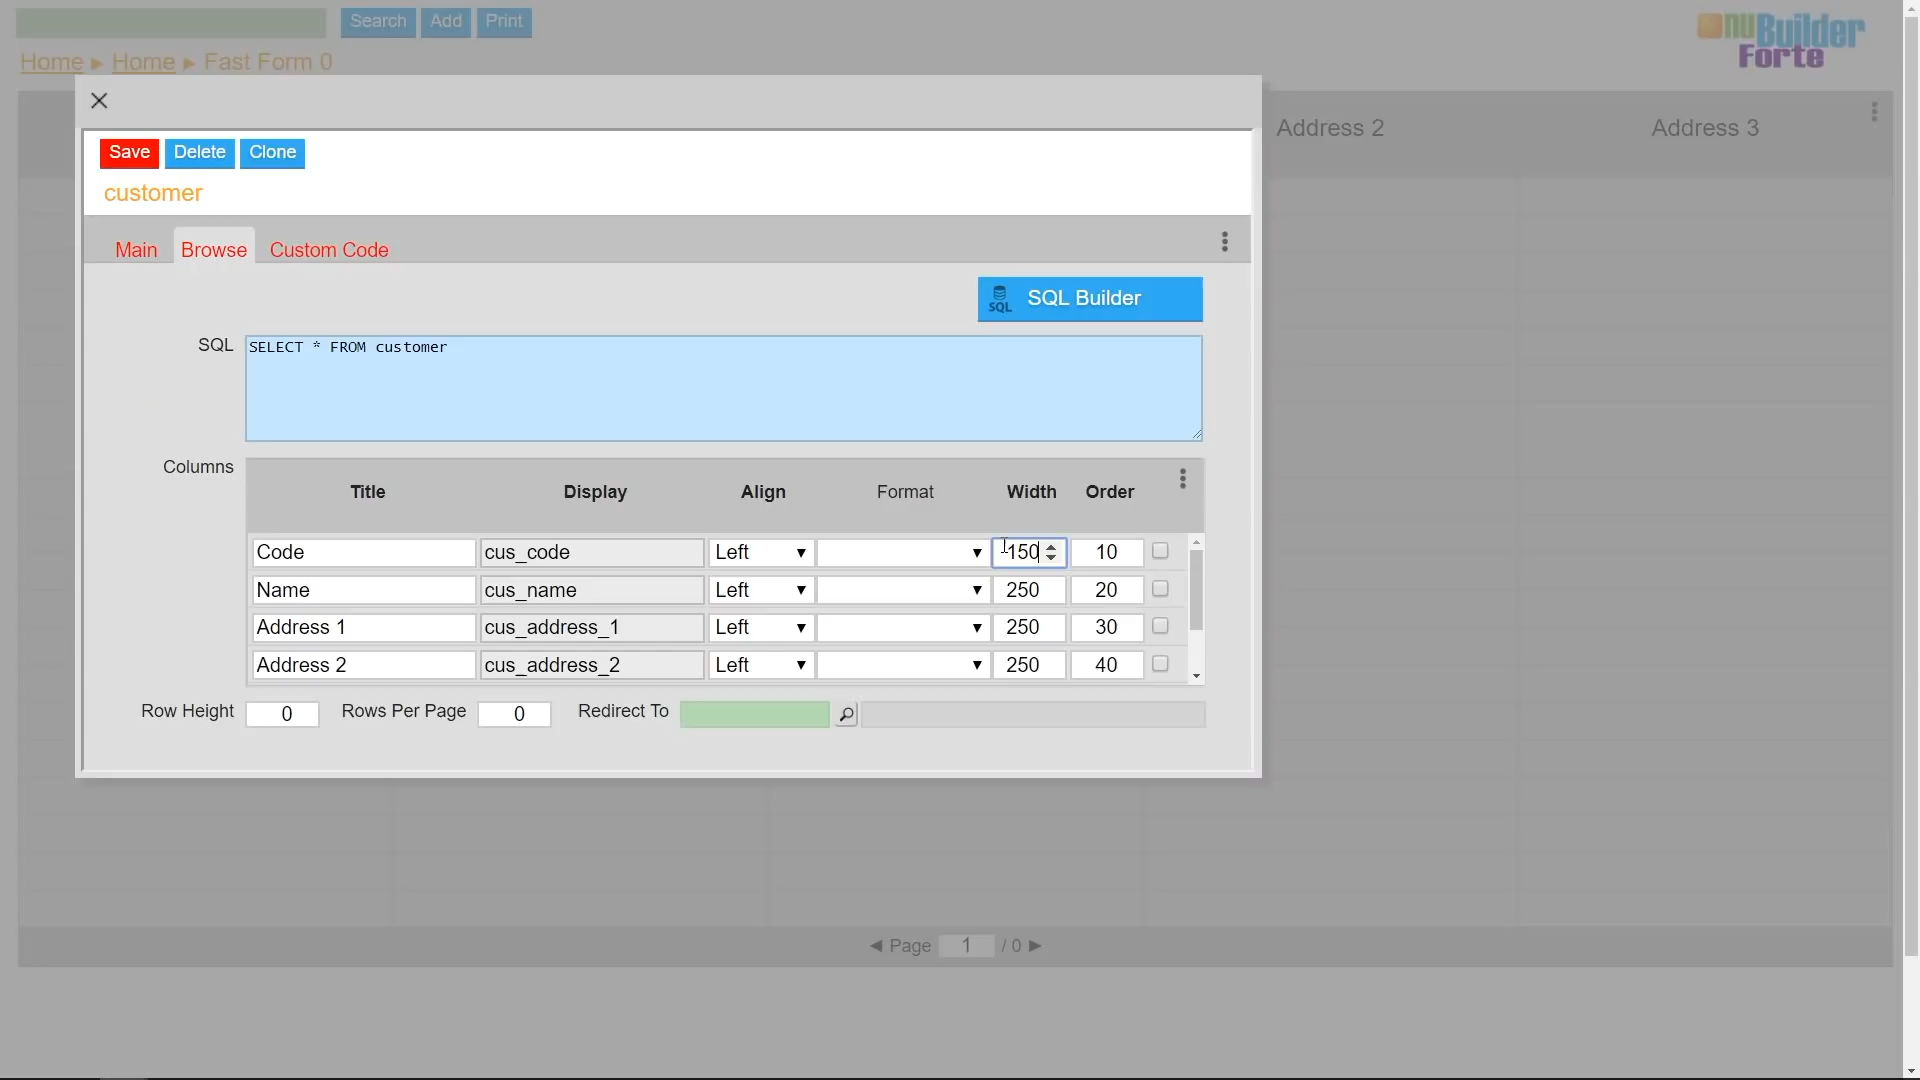 Search Add Print
nuBuilder
Forte
Home ▶ Home ▶ Fast Form 0
Address 2 Address 3
Save Delete Clone
customer
Main Browse Custom Code
SQL SQL Builder
SQL SELECT * FROM customer
Columns
Title Display Align Format Width Order
Code cus_code Left 150 10
Name cus_name Left 250 20
Address 1 cus_address_1 Left 250 30
Address 2 cus_address_2 Left 250 40
Row Height 0 Rows Per Page 0 Redirect To
◀ Page 1 / 0 ▶